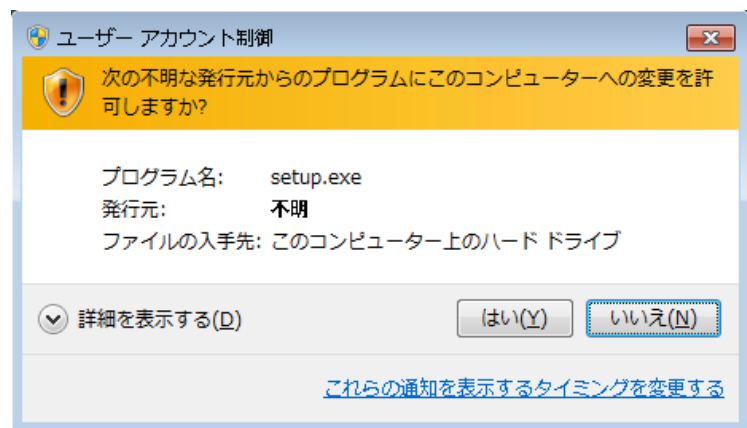 ユーザー アカウント制御
次の不明な発行元からのプログラムにこのコンピューターへの変更を許
可しますか?
プログラム名: setup.exe
発行元: 不明
ファイルの入手先: このコンピューター上のハード ドライブ
詳細を表示する(D)
はい(Y)
いいえ(N)
これらの通知を表示するタイミングを変更する